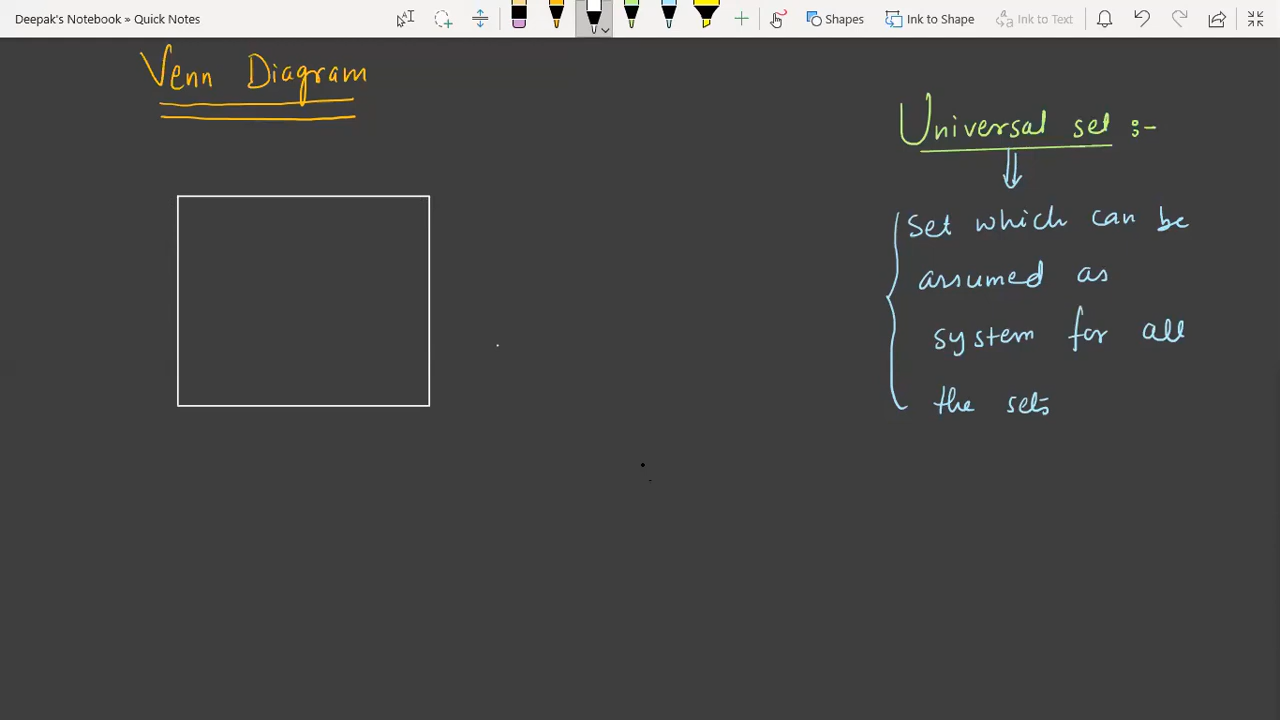 Deepak's Notebook » Quick Notes
Shapes
Ink to Shape
Ink to Text
Venn Diagram
Universal set :-
Set which can be
assumed as
system for all
the sets